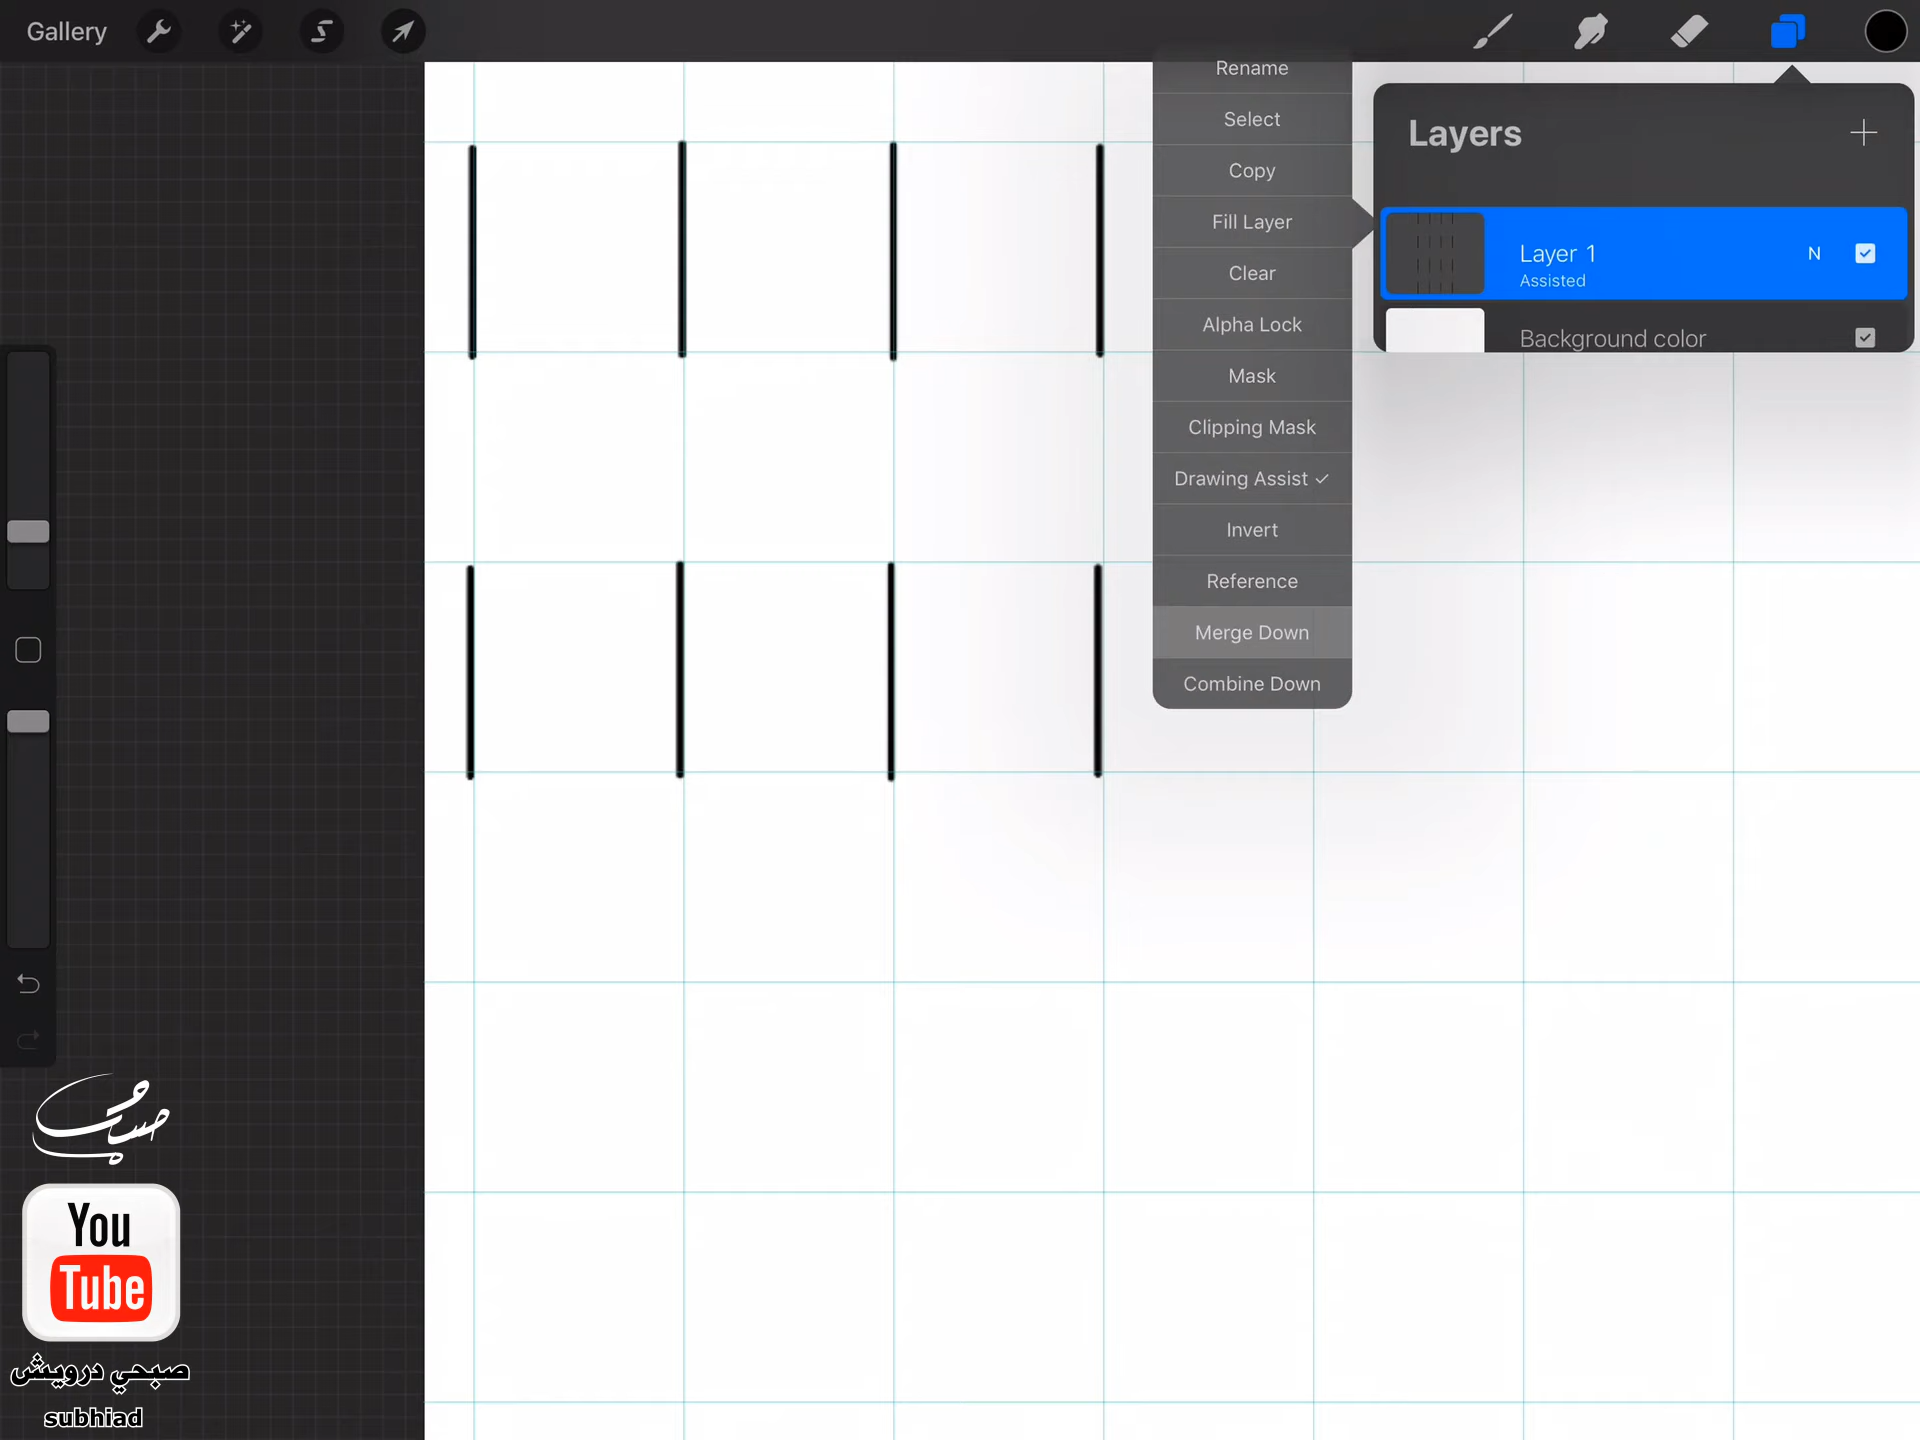 Gallery
Rename
Select
Copy
Fill Layer
Clear
Alpha Lock
Mask
Clipping Mask
Drawing Assist ✓
Invert
Reference
Merge Down
Combine Down
Layers
Layer 1
N
Assisted
Background color
You
Tube
صبحي درويش
subhiad